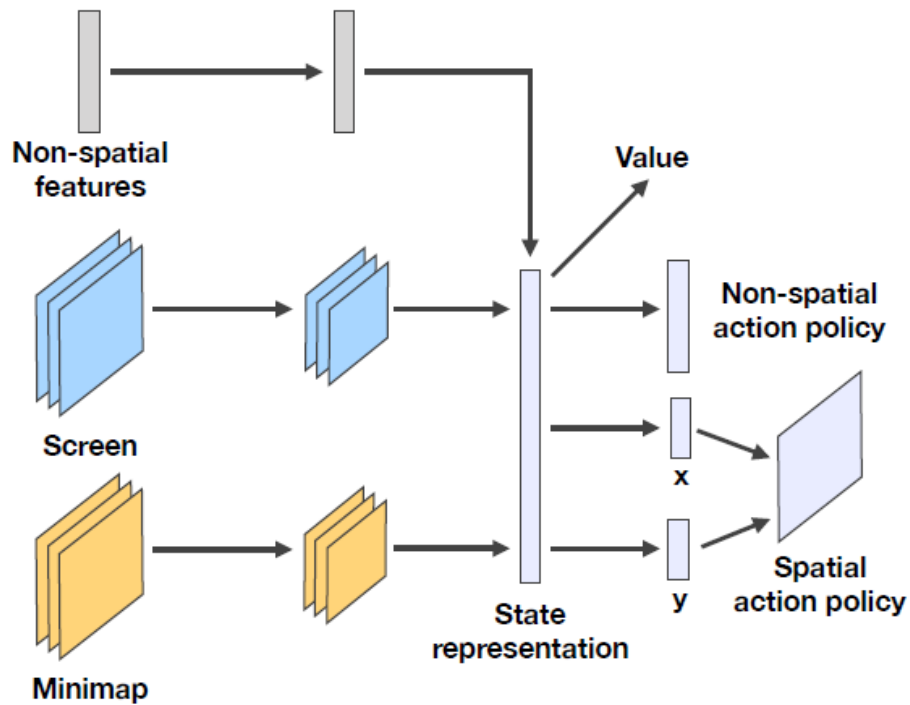 Non-spatial
features
Value
Non-spatial
action policy
Screen
x
y
Spatial
action policy
State
representation
Minimap